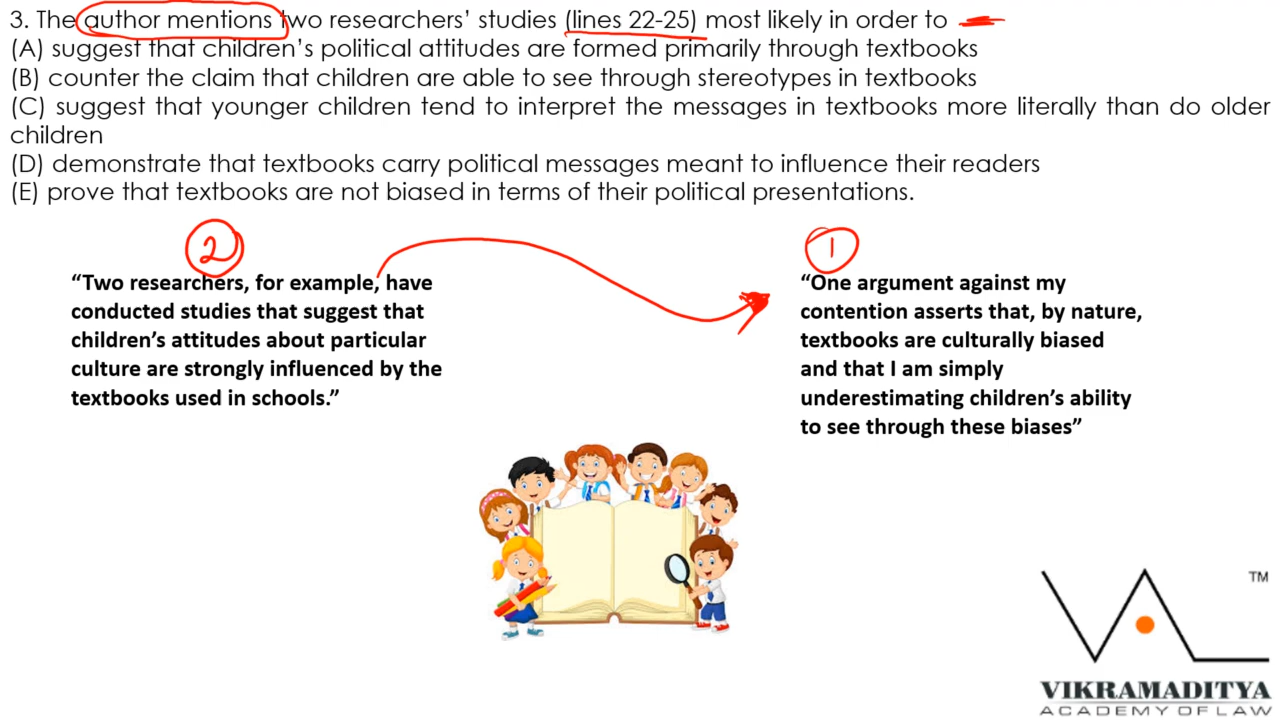 3. The author mentions two researchers’ studies (lines 22-25) most likely in order to
(A) suggest that children’s political attitudes are formed primarily through textbooks
(B) counter the claim that children are able to see through stereotypes in textbooks
(C) suggest that younger children tend to interpret the messages in textbooks more literally than do older
children
(D) demonstrate that textbooks carry political messages meant to influence their readers
(E) prove that textbooks are not biased in terms of their political presentations.
2
“Two researchers, for example, have
conducted studies that suggest that
children’s attitudes about particular
culture are strongly influenced by the
textbooks used in schools.”
1
“One argument against my
contention asserts that, by nature,
textbooks are culturally biased
and that I am simply
underestimating children’s ability
to see through these biases”
TM
VIKRAMADITYA
ACADEMY OF LAW